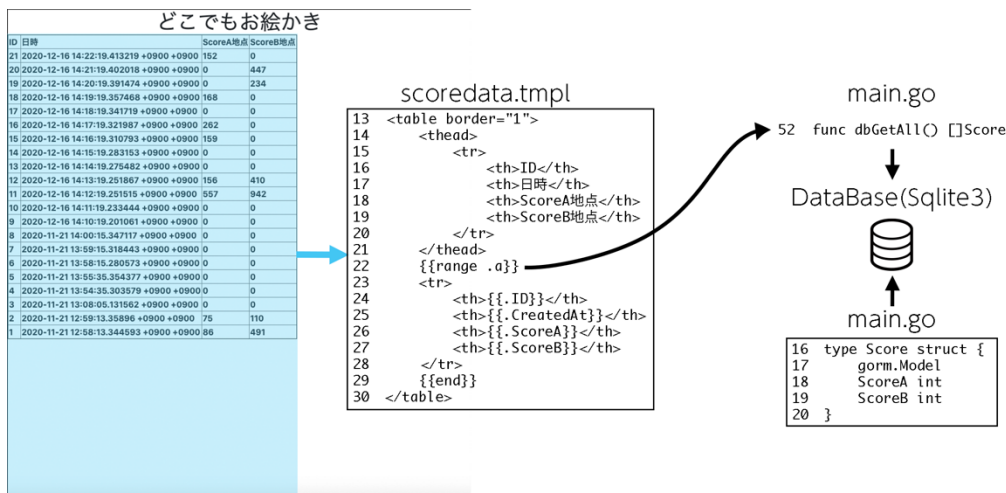 どこでもお絵かき
ID 日時 ScoreA地点 ScoreB地点
21 2020-12-16 14:22:19.413219 +0900 +0900 152 0
20 2020-12-16 14:21:19.402018 +0900 +0900 0 447
19 2020-12-16 14:20:19.391474 +0900 +0900 0 234
18 2020-12-16 14:19:19.357468 +0900 +0900 168 0
17 2020-12-16 14:18:19.341719 +0900 +0900 0 0
16 2020-12-16 14:17:19.321987 +0900 +0900 262 0
15 2020-12-16 14:16:19.310793 +0900 +0900 159 0
14 2020-12-16 14:15:19.283153 +0900 +0900 0 0
13 2020-12-16 14:14:19.275482 +0900 +0900 0 0
12 2020-12-16 14:13:19.251867 +0900 +0900 156 410
11 2020-12-16 14:12:19.251515 +0900 +0900 557 942
10 2020-12-16 14:11:19.233444 +0900 +0900 0 0
9 2020-12-16 14:10:19.201061 +0900 +0900 0 0
8 2020-11-21 14:00:15.347117 +0900 +0900 0 0
7 2020-11-21 13:59:15.318443 +0900 +0900 0 0
6 2020-11-21 13:58:15.280573 +0900 +0900 0 0
5 2020-11-21 13:55:35.354377 +0900 +0900 0 0
4 2020-11-21 13:54:35.303579 +0900 +0900 0 0
3 2020-11-21 13:08:05.131562 +0900 +0900 0 0
2 2020-11-21 12:59:13.35896 +0900 +0900 75 110
1 2020-11-21 12:58:13.344593 +0900 +0900 86 491
scoredata.tmpl
13 <table border="1">
14 <thead>
15 <tr>
16 <th>ID</th>
17 <th>日時</th>
18 <th>ScoreA地点</th>
19 <th>ScoreB地点</th>
20 </tr>
21 </thead>
22 {{range .a}}
23 <tr>
24 <th>{{.ID}}</th>
25 <th>{{.CreatedAt}}</th>
26 <th>{{.ScoreA}}</th>
27 <th>{{.ScoreB}}</th>
28 </tr>
29 {{end}}
30 </table>
main.go
52 func dbGetAll() []Score
DataBase(Sqlite3)
main.go
16 type Score struct {
17 gorm.Model
18 ScoreA int
19 ScoreB int
20 }